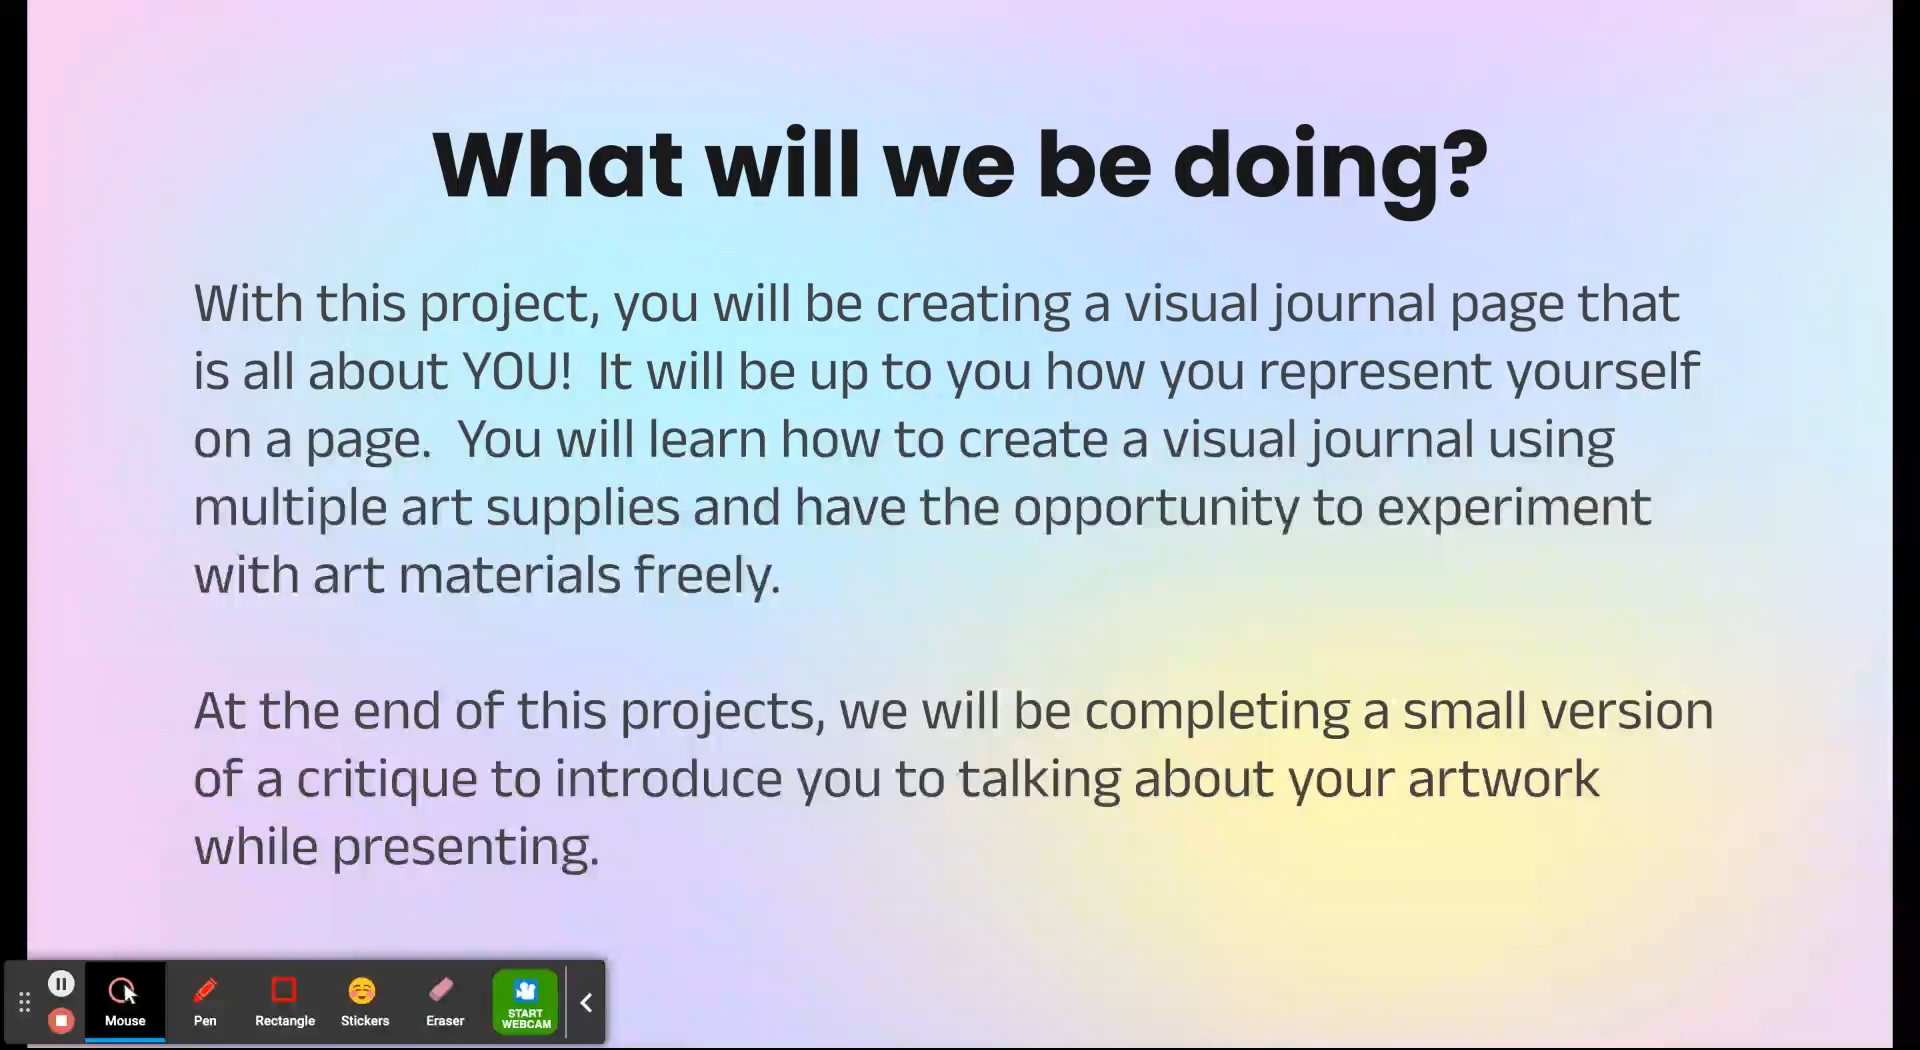 What will we be doing?
With this project, you will be creating a visual journal page that
is all about YOU!  It will be up to you how you represent yourself
on a page.  You will learn how to create a visual journal using
multiple art supplies and have the opportunity to experiment
with art materials freely.
At the end of this projects, we will be completing a small version
of a critique to introduce you to talking about your artwork
while presenting.
Mouse
Pen
Rectangle
Stickers
Eraser
START
WEBCAM